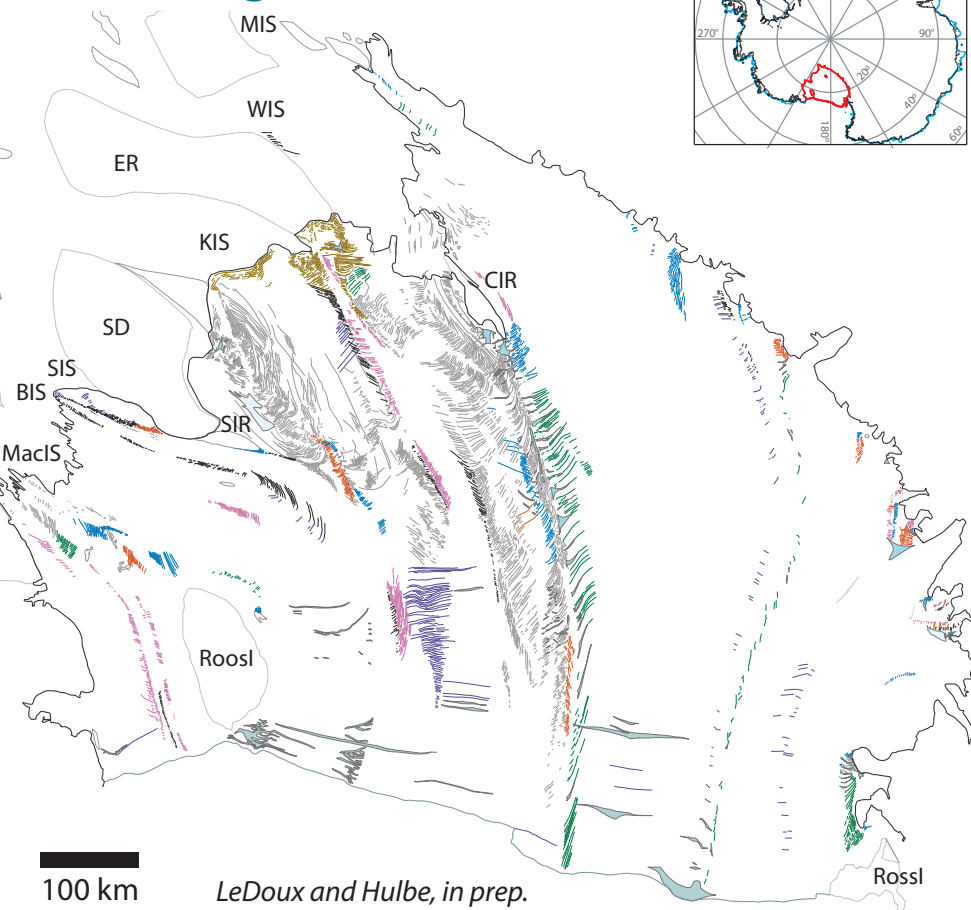 MIS
270°
90°
WIS
20°
40°
180°
60°
ER
KIS
CIR
SD
SIS
BIS
SIR
MacIS
RoosI
RossI
100 km
LeDoux and Hulbe, in prep.